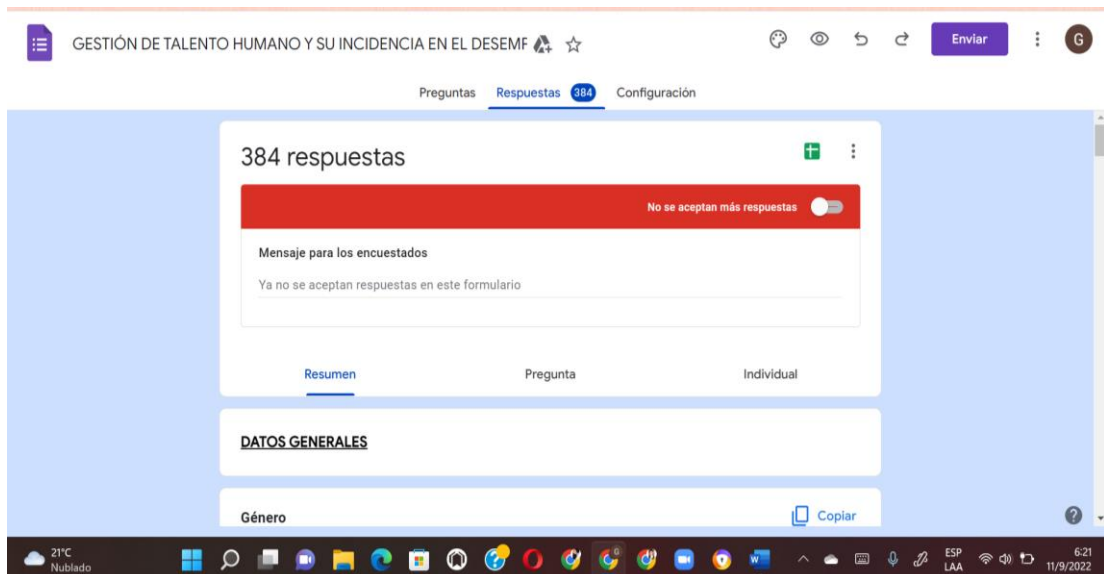 GESTIÓN DE TALENTO HUMANO Y SU INCIDENCIA EN EL DESEMF
Enviar
G
Preguntas Respuestas 384 Configuración
384 respuestas
No se aceptan más respuestas
Mensaje para los encuestados
Ya no se aceptan respuestas en este formulario
Resumen Pregunta Individual
DATOS GENERALES
Género Copiar
21°C
Nublado
ESP
LAA
6:21
11/9/2022